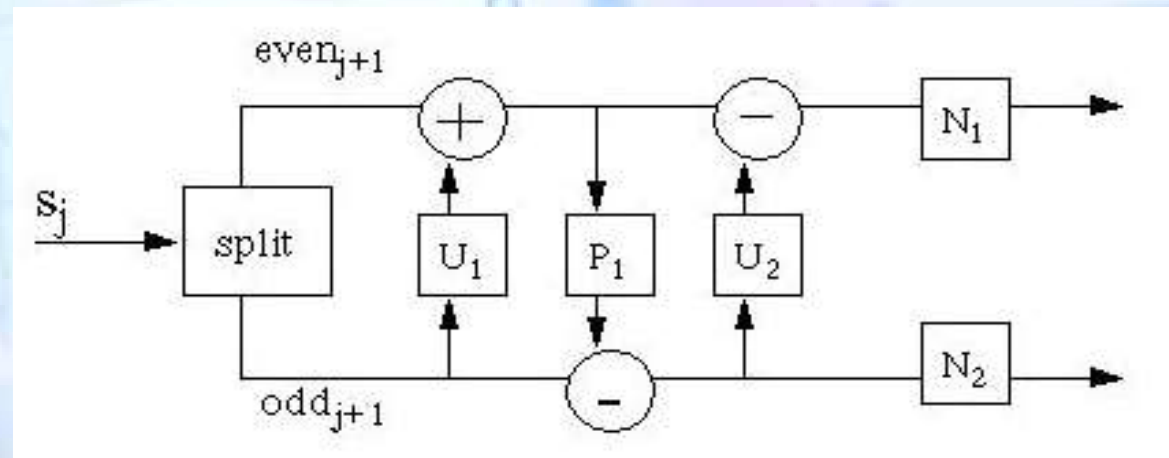 even_{j+1}
+
−
N_1
s_j
split
U_1
P_1
U_2
N_2
-
odd_{j+1}